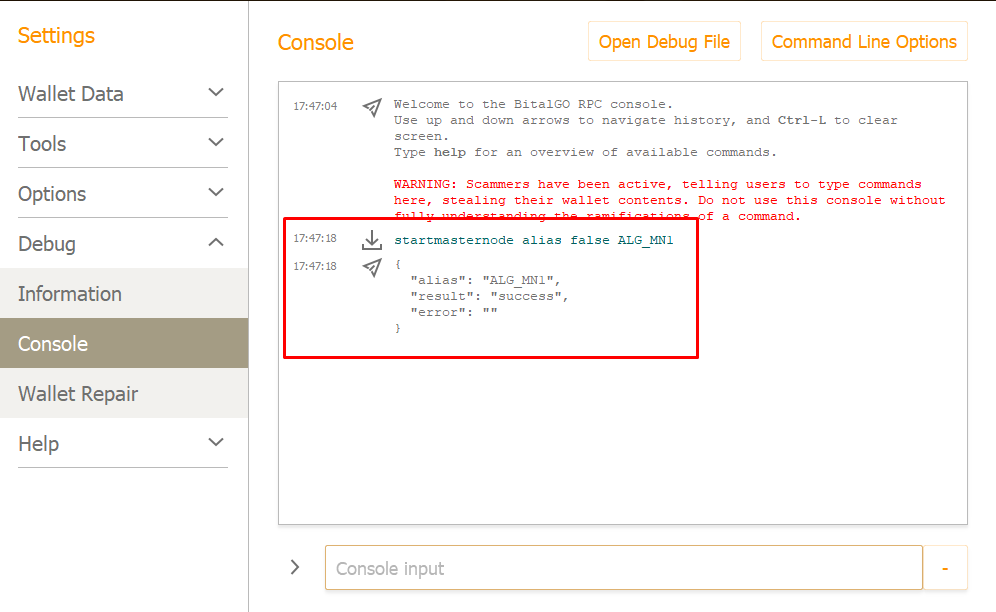 Settings
Wallet Data
Tools
Options
Debug
Information
Console
Wallet Repair
Help
Console
Open Debug File
Command Line Options
17:47:04
Welcome to the BitalGO RPC console.
Use up and down arrows to navigate history, and Ctrl-L to clear
screen.
Type help for an overview of available commands.
WARNING: Scammers have been active, telling users to type commands
here, stealing their wallet contents. Do not use this console without
fully understanding the ramifications of a command.
17:47:18 startmasternode alias false ALG_MN1
17:47:18 {
"alias": "ALG_MN1",
"result": "success",
"error": ""
}
Console input
-